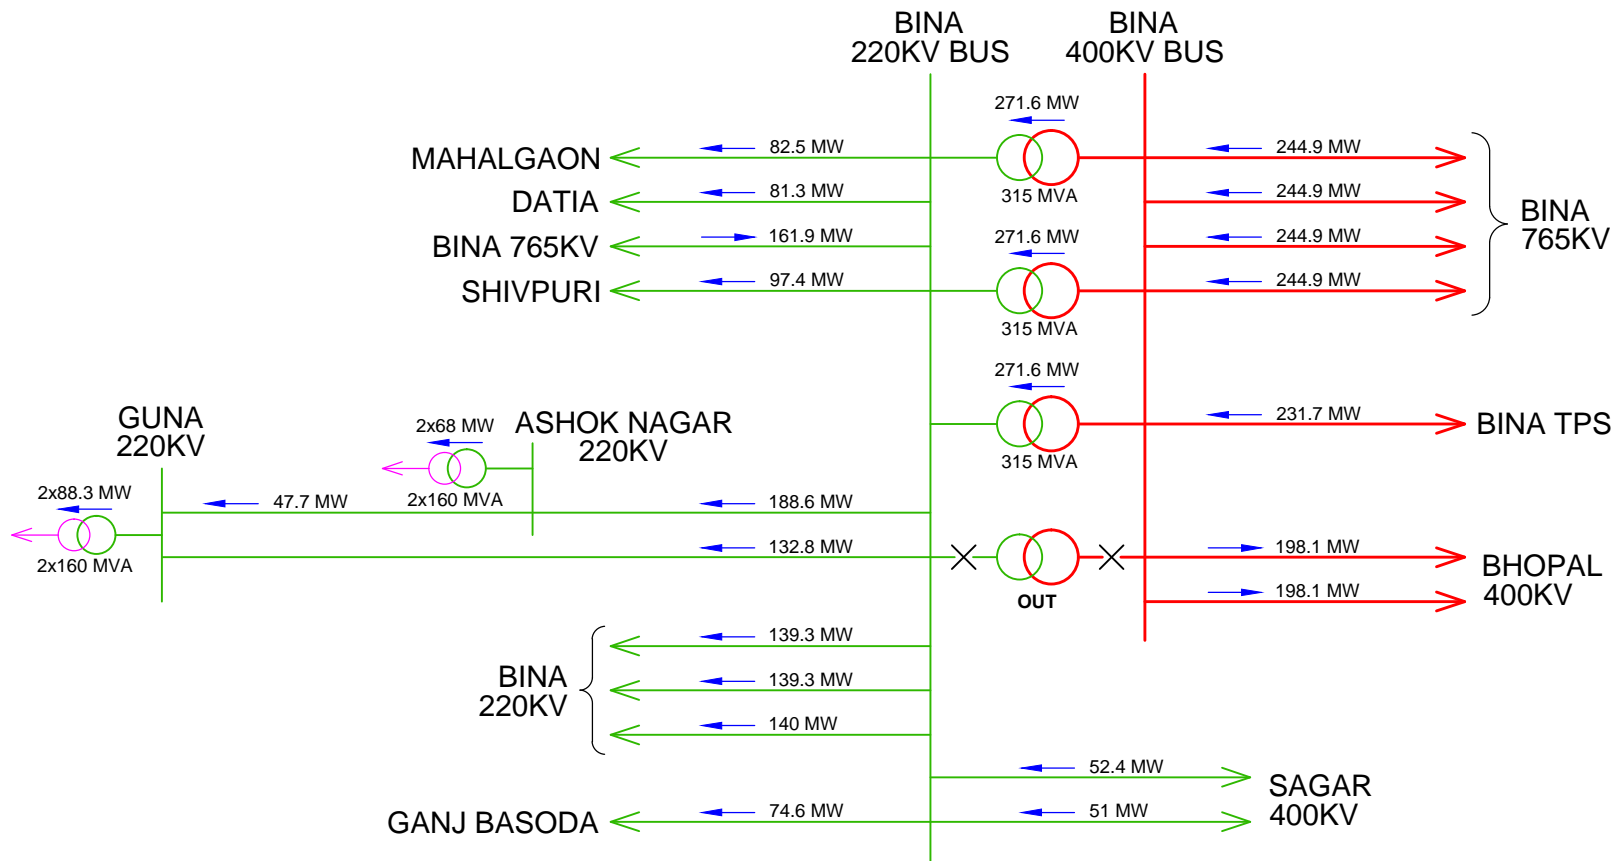 BINA
220KV BUS
BINA
400KV BUS
271.6 MW
82.5 MW
244.9 MW
MAHALGAON
315 MVA
81.3 MW
244.9 MW
DATIA
BINA
765KV
161.9 MW
271.6 MW
244.9 MW
BINA 765KV
97.4 MW
244.9 MW
SHIVPURI
315 MVA
271.6 MW
231.7 MW
BINA TPS
315 MVA
GUNA
220KV
2x68 MW
ASHOK NAGAR
220KV
2x160 MVA
2x88.3 MW
47.7 MW
188.6 MW
2x160 MVA
132.8 MW
198.1 MW
OUT
198.1 MW
BHOPAL
400KV
139.3 MW
139.3 MW
BINA
220KV
140 MW
52.4 MW
SAGAR
400KV
74.6 MW
51 MW
GANJ BASODA